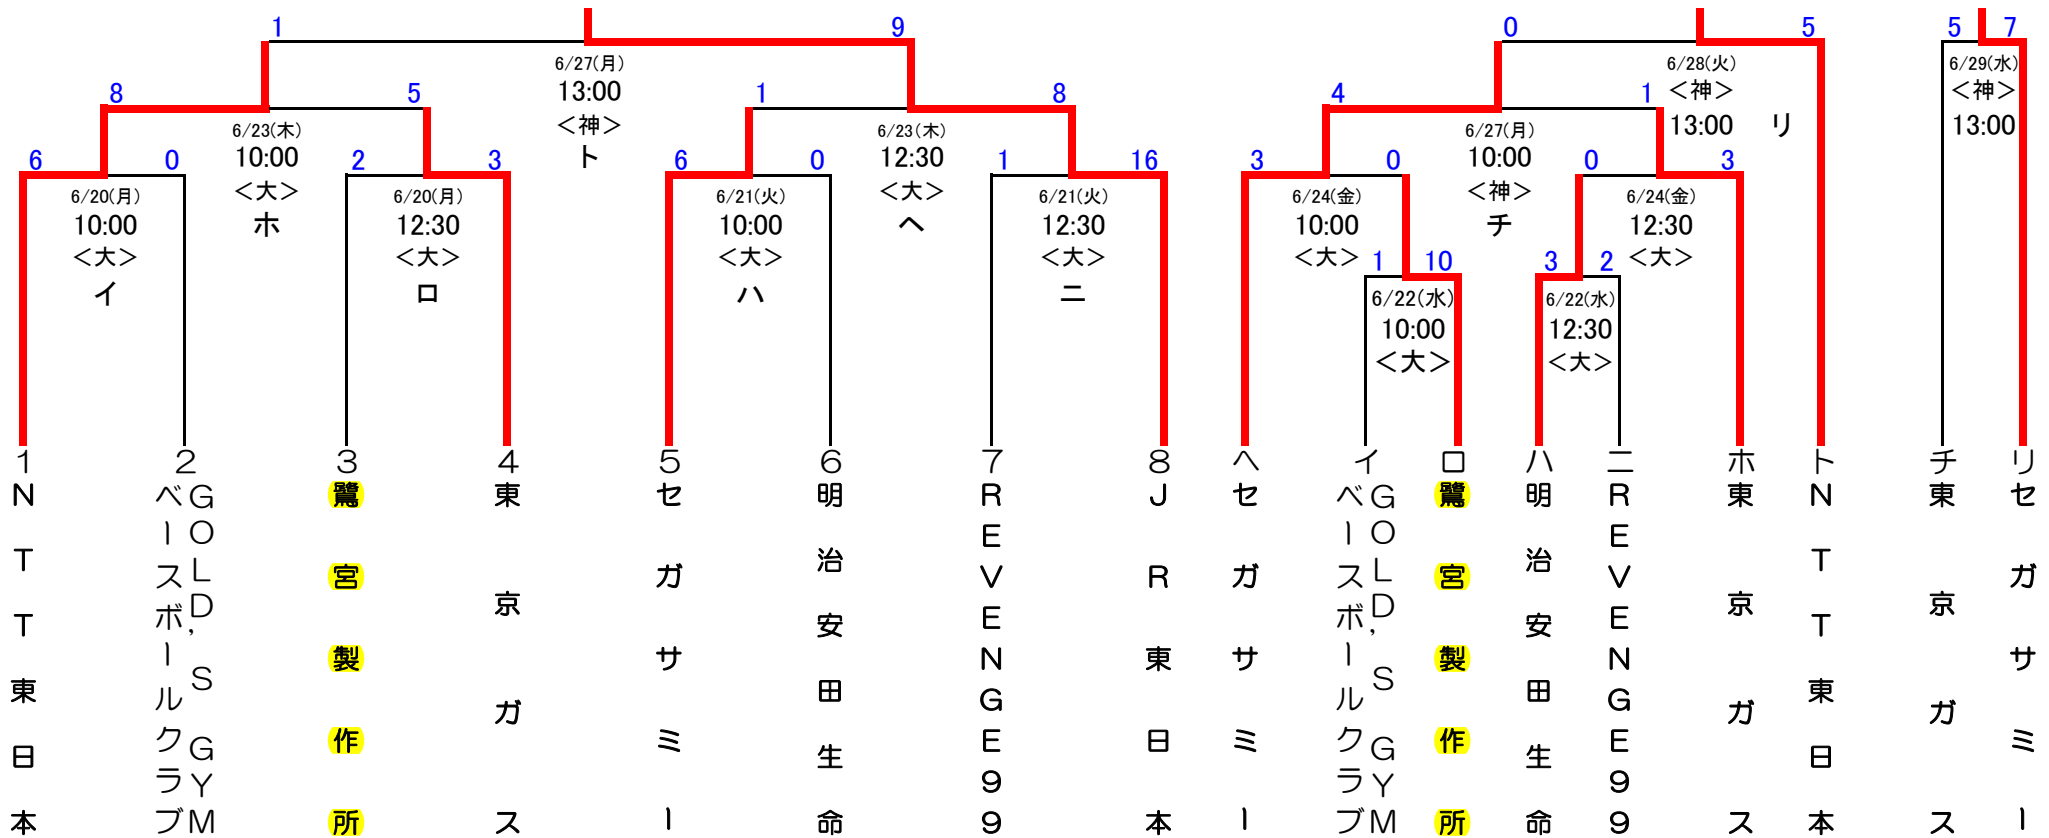 1 9 0 5 5 7
6/27(月) 6/28(火) 6/29(水)
13:00 <神> <神>
8 5 1 8 4 1
<神> 13:00 リ 13:00
ト
6/23(木) 6/23(木) 6/27(月)
10:00 12:30 10:00
<大> <大> <神>
ホ ヘ チ
6 0 2 3 6 0 1 16 3 0 0 3
6/20(月) 6/20(月) 6/21(火) 6/21(火) 6/24(金) 6/24(金)
10:00 12:30 10:00 12:30 10:00 12:30
<大> <大> <大> <大> <大> <大>
イ ロ ハ ニ
1 10 3 2
6/22(水) 6/22(水)
10:00 12:30
<大> <大>
1 NTT東日本
2 GOLD,S GYM
ベースボールクラブ
3 鷺宮製作所
4 東京ガス
5 セガサミー
6 明治安田生命
7 REVENGE99
8 JR東日本
ヘ セガサミー
イ GOLD,S GYM
ベースボールクラブ
ロ 鷺宮製作所
ハ 明治安田生命
ニ REVENGE99
ホ 東京ガス
ト NTT東日本
チ 東京ガス
リ セガサミー